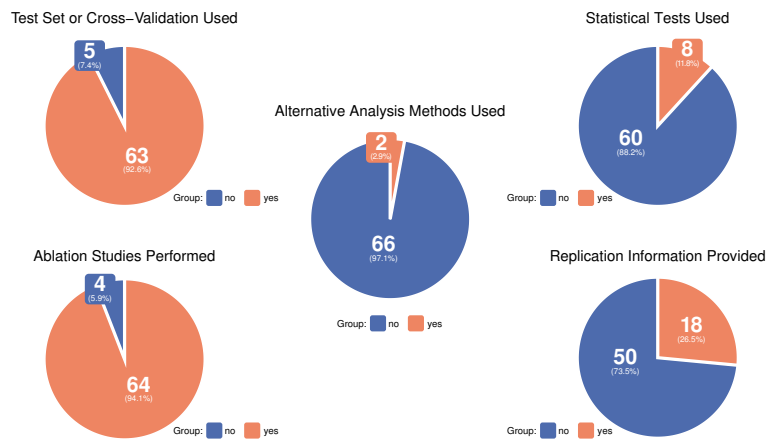 Test Set or Cross−Validation Used
5
(7.4%)
63
(92.6%)
Group: no yes
Statistical Tests Used
8
(11.8%)
60
(88.2%)
Group: no yes
Alternative Analysis Methods Used
2
(2.9%)
66
(97.1%)
Group: no yes
Ablation Studies Performed
4
(5.9%)
64
(94.1%)
Group: no yes
Replication Information Provided
18
(26.5%)
50
(73.5%)
Group: no yes